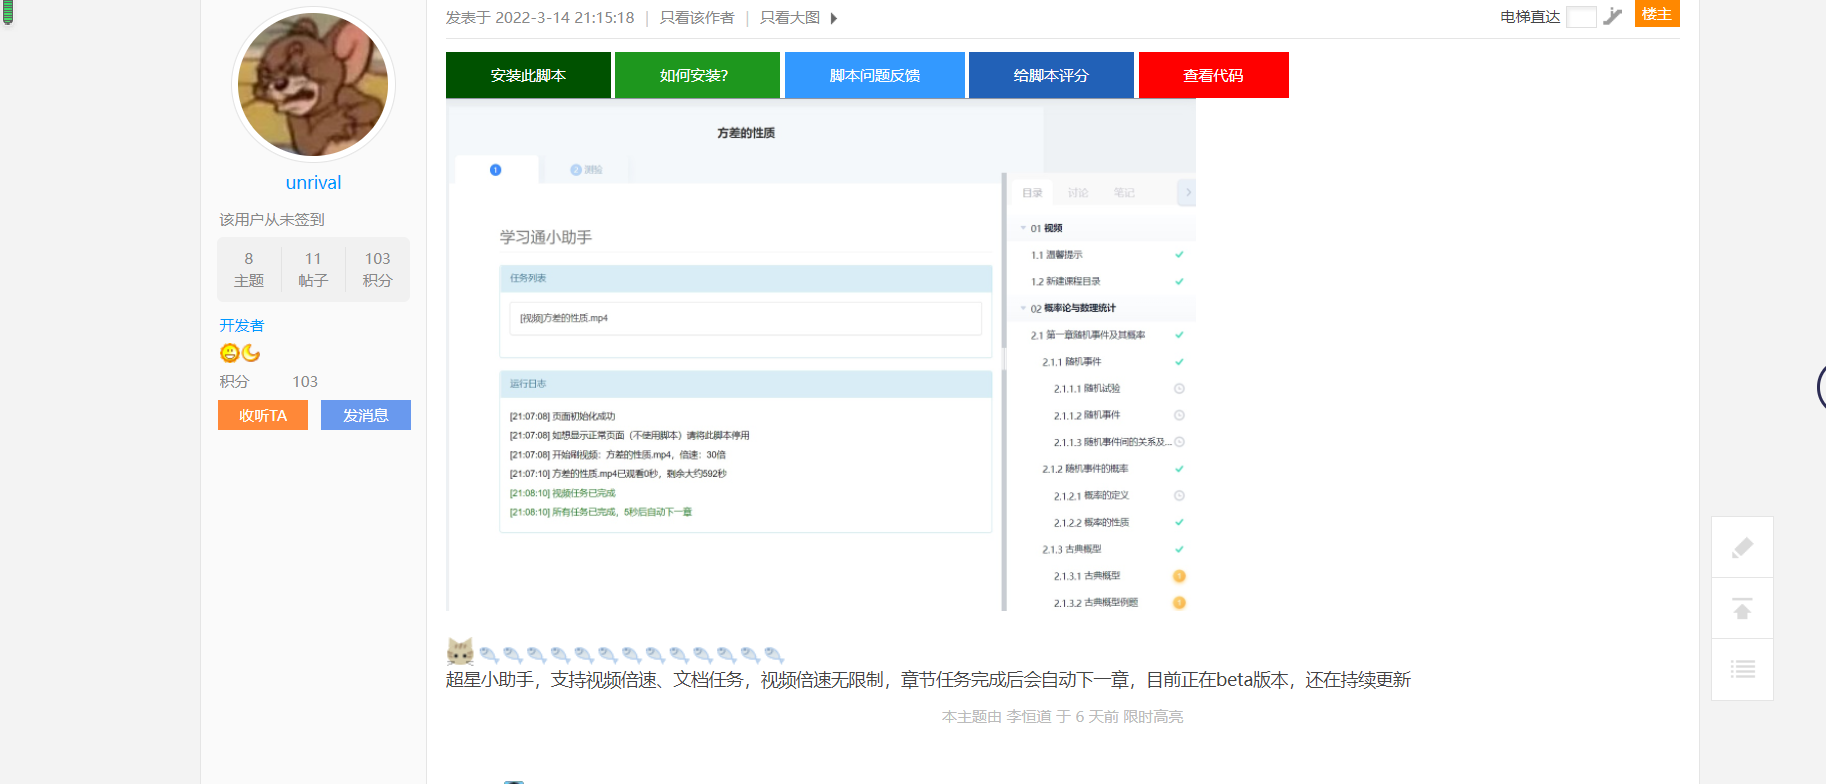 发表于 2022-3-14 21:15:18 | 只看该作者 | 只看大图
电梯直达
楼主
unrival
该用户从未签到
8 11 103
主题 帖子 积分
开发者
积分 103
收听TA 发消息
安装此脚本 如何安装? 脚本问题反馈 给脚本评分 查看代码
方差的性质
1 2 测验
学习通小助手
任务列表
[视频]方差的性质.mp4
运行日志
[21:07:08] 页面初始化成功
[21:07:08] 如想显示正常页面（不使用脚本）请将此脚本停用
[21:07:08] 开始刷视频：方差的性质.mp4，倍速：30倍
[21:07:10] 方差的性质.mp4已观看0秒，剩余大约592秒
[21:08:10] 视频任务已完成
[21:08:10] 所有任务已完成，5秒后自动下一章
目录 讨论 笔记
01 视频
1.1 温馨提示
1.2 新建课程目录
02 概率论与数理统计
2.1 第一章随机事件及其概率
2.1.1 随机事件
2.1.1.1 随机试验
2.1.1.2 随机事件
2.1.1.3 随机事件间的关系及...
2.1.2 随机事件的概率
2.1.2.1 概率的定义
2.1.2.2 概率的性质
2.1.3 古典概型
2.1.3.1 古典概型 1
2.1.3.2 古典概型例题 1
超星小助手，支持视频倍速、文档任务，视频倍速无限制，章节任务完成后会自动下一章，目前正在beta版本，还在持续更新
本主题由 李恒道 于 6 天前 限时高亮